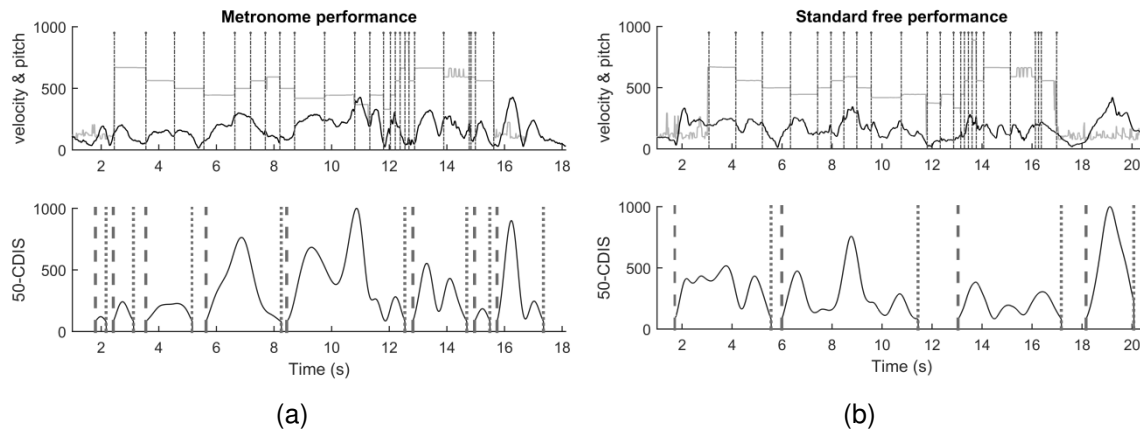 Metronome performance
1000
500
0
velocity & pitch
2 4 6 8 10 12 14 16 18
1000
500
0
50-CDIS
2 4 6 8 10 12 14 16 18
Time (s)
(a)
Standard free performance
1000
500
0
velocity & pitch
2 4 6 8 10 12 14 16 18 20
1000
500
0
50-CDIS
2 4 6 8 10 12 14 16 18 20
Time (s)
(b)